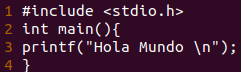 1 #include <stdio.h>
2 int main(){
3 printf("Hola Mundo \n");
4 }